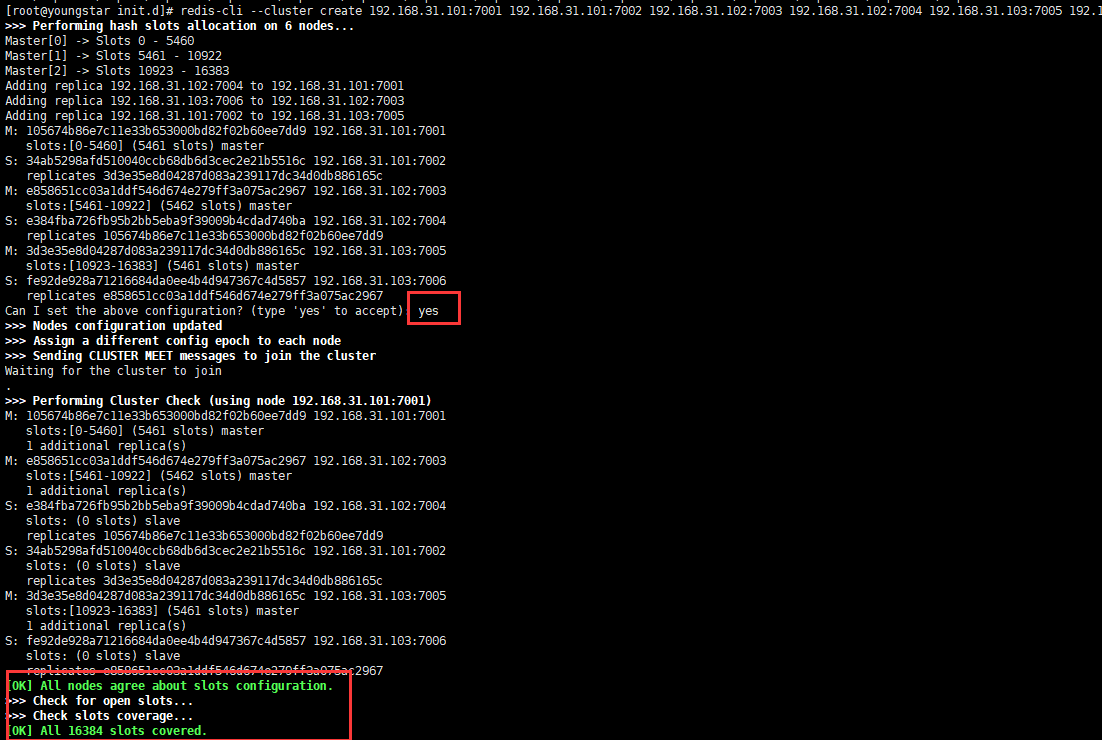 [root@youngstar init.d]# redis-cli --cluster create 192.168.31.101:7001 192.168.31.101:7002 192.168.31.102:7003 192.168.31.102:7004 192.168.31.103:7005 192.1
>>> Performing hash slots allocation on 6 nodes...
Master[0] -> Slots 0 - 5460
Master[1] -> Slots 5461 - 10922
Master[2] -> Slots 10923 - 16383
Adding replica 192.168.31.102:7004 to 192.168.31.101:7001
Adding replica 192.168.31.103:7006 to 192.168.31.102:7003
Adding replica 192.168.31.101:7002 to 192.168.31.103:7005
M: 105674b86e7c11e33b653000bd82f02b60ee7dd9 192.168.31.101:7001
slots:[0-5460] (5461 slots) master
S: 34ab5298afd510040ccb68db6d3cec2e21b5516c 192.168.31.101:7002
replicates 3d3e35e8d04287d083a239117dc34d0db886165c
M: e858651cc03a1ddf546d674e279ff3a075ac2967 192.168.31.102:7003
slots:[5461-10922] (5462 slots) master
S: e384fba726fb95b2bb5eba9f39009b4cdad740ba 192.168.31.102:7004
replicates 105674b86e7c11e33b653000bd82f02b60ee7dd9
M: 3d3e35e8d04287d083a239117dc34d0db886165c 192.168.31.103:7005
slots:[10923-16383] (5461 slots) master
S: fe92de928a71216684da0ee4b4d947367c4d5857 192.168.31.103:7006
replicates e858651cc03a1ddf546d674e279ff3a075ac2967
Can I set the above configuration? (type 'yes' to accept): yes
>>> Nodes configuration updated
>>> Assign a different config epoch to each node
>>> Sending CLUSTER MEET messages to join the cluster
Waiting for the cluster to join
.
>>> Performing Cluster Check (using node 192.168.31.101:7001)
M: 105674b86e7c11e33b653000bd82f02b60ee7dd9 192.168.31.101:7001
slots:[0-5460] (5461 slots) master
1 additional replica(s)
M: e858651cc03a1ddf546d674e279ff3a075ac2967 192.168.31.102:7003
slots:[5461-10922] (5462 slots) master
1 additional replica(s)
S: e384fba726fb95b2bb5eba9f39009b4cdad740ba 192.168.31.102:7004
slots: (0 slots) slave
replicates 105674b86e7c11e33b653000bd82f02b60ee7dd9
S: 34ab5298afd510040ccb68db6d3cec2e21b5516c 192.168.31.101:7002
slots: (0 slots) slave
replicates 3d3e35e8d04287d083a239117dc34d0db886165c
M: 3d3e35e8d04287d083a239117dc34d0db886165c 192.168.31.103:7005
slots:[10923-16383] (5461 slots) master
1 additional replica(s)
S: fe92de928a71216684da0ee4b4d947367c4d5857 192.168.31.103:7006
slots: (0 slots) slave
replicates e858651cc03a1ddf546d674e279ff3a075ac2967
[OK] All nodes agree about slots configuration.
>>> Check for open slots...
>>> Check slots coverage...
[OK] All 16384 slots covered.